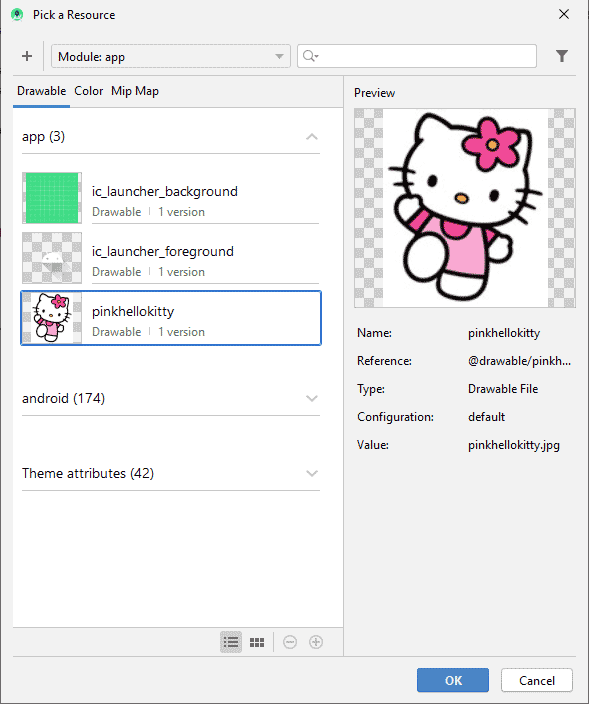 Pick a Resource
Module: app
Drawable Color Mip Map
app (3)
ic_launcher_background
Drawable | 1 version
ic_launcher_foreground
Drawable | 1 version
pinkhellokitty
Drawable | 1 version
android (174)
Theme attributes (42)
Preview
Name: pinkhellokitty
Reference: @drawable/pinkh...
Type: Drawable File
Configuration: default
Value: pinkhellokitty.jpg
OK Cancel